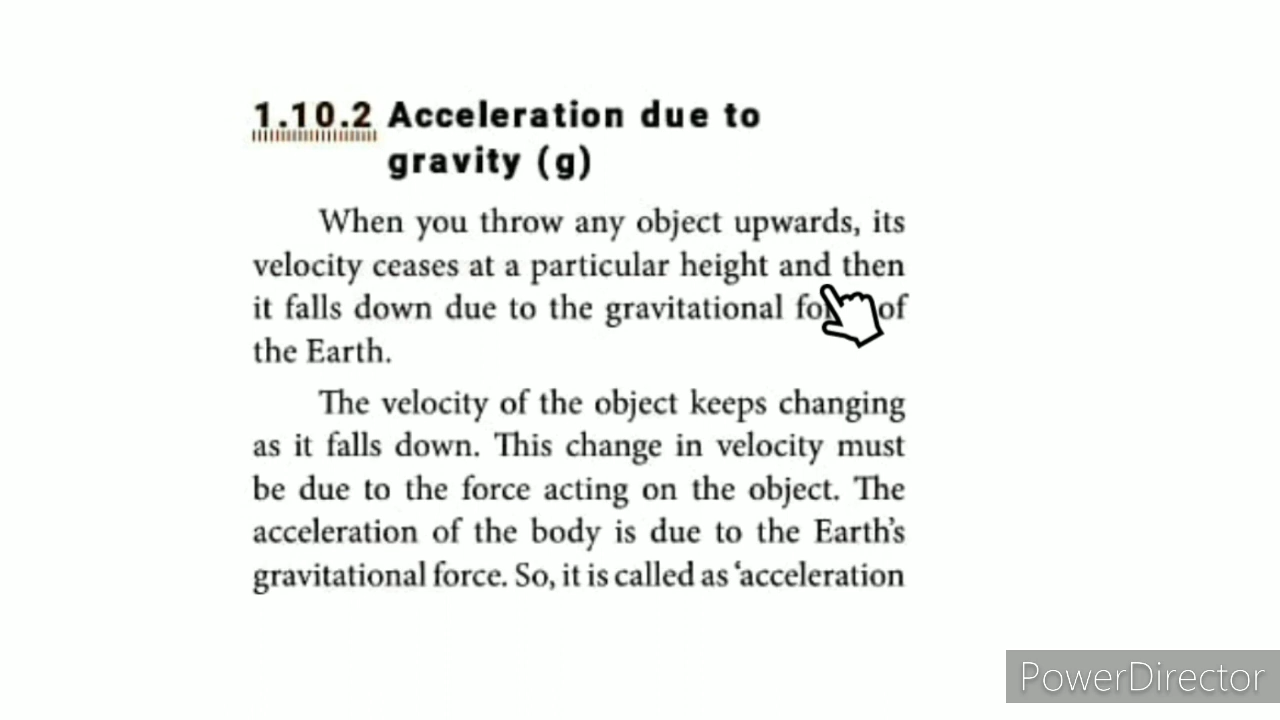 1.10.2 Acceleration due to
gravity (g)
When you throw any object upwards, its
velocity ceases at a particular height and then
it falls down due to the gravitational of
the Earth.
The velocity of the object keeps changing
as it falls down. This change in velocity must
be due to the force acting on the object. The
acceleration of the body is due to the Earth's
gravitational force. So, it is called as 'acceleration
PowerDirector